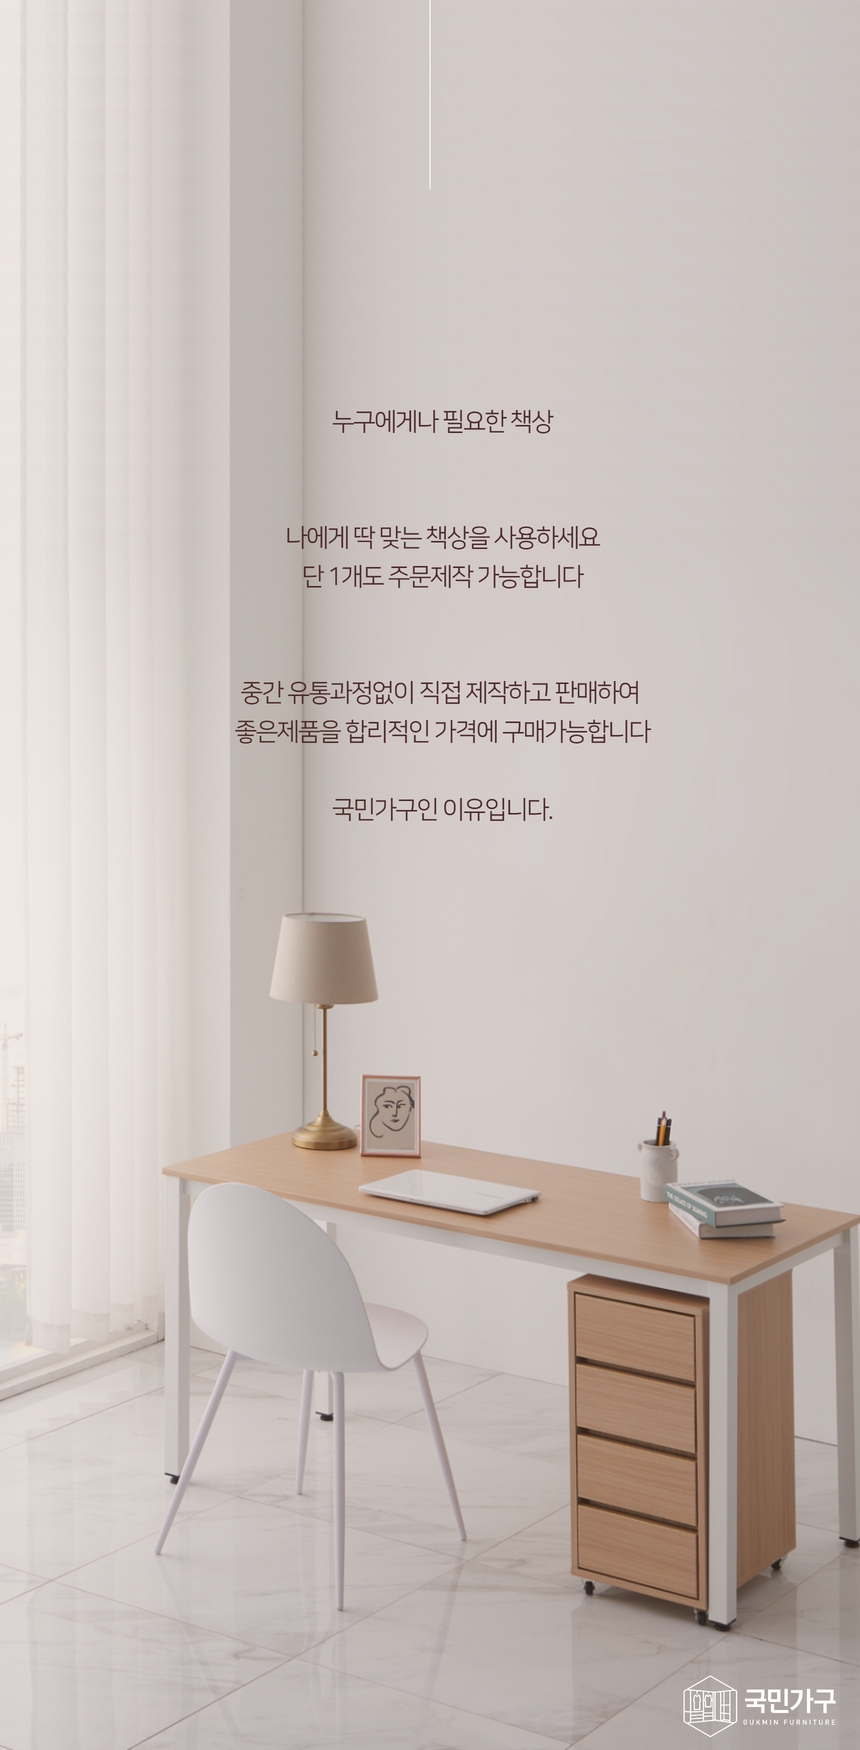 누구에게나 필요한 책상
나에게 딱 맞는 책상을 사용하세요
단 1개도 주문제작 가능합니다
중간 유통과정없이 직접 제작하고 판매하여
좋은제품을 합리적인 가격에 구매가능합니다
국민가구인 이유입니다.
국민가구
GUKMIN FURNITURE